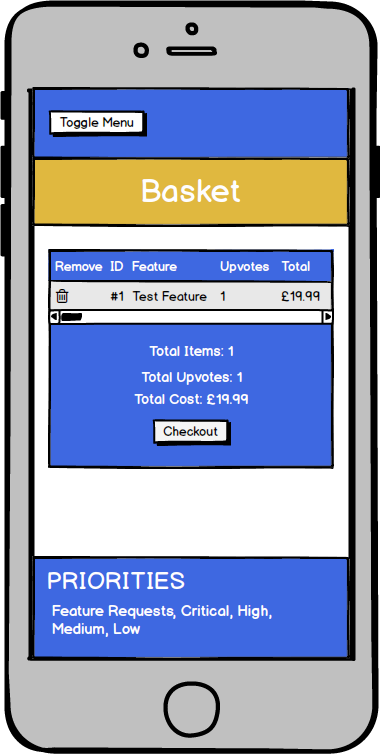 Toggle Menu
Basket
Remove ID Feature Upvotes Total
#1 Test Feature 1 £19.99
Total Items: 1
Total Upvotes: 1
Total Cost: £19.99
Checkout
PRIORITIES
Feature Requests, Critical, High,
Medium, Low